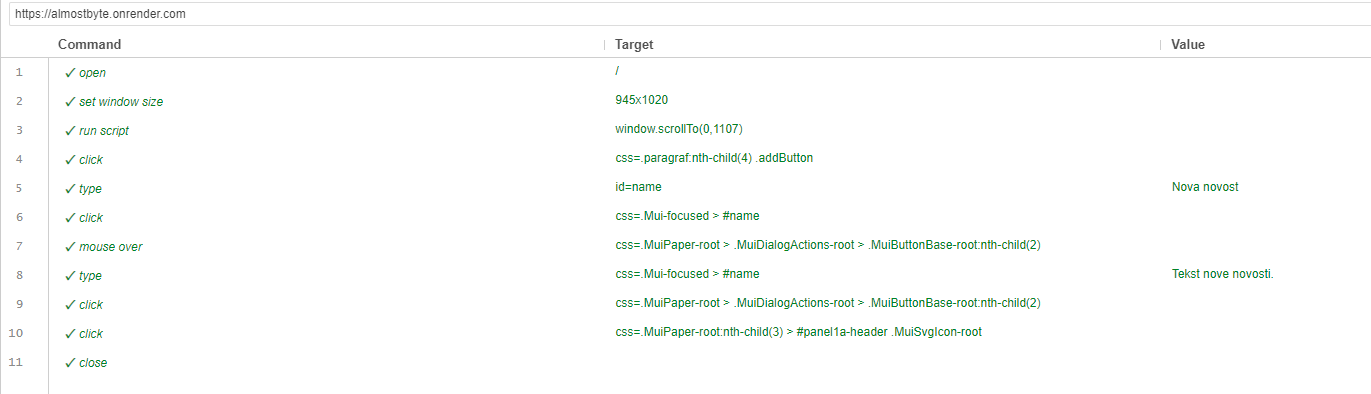 https://almostbyte.onrender.com
Command Target Value
1 ✓ open /
2 ✓ set window size 945x1020
3 ✓ run script window.scrollTo(0,1107)
4 ✓ click css=.paragraf:nth-child(4) .addButton
5 ✓ type id=name Nova novost
6 ✓ click css=.Mui-focused > #name
7 ✓ mouse over css=.MuiPaper-root > .MuiDialogActions-root > .MuiButtonBase-root:nth-child(2)
8 ✓ type css=.Mui-focused > #name Tekst nove novosti.
9 ✓ click css=.MuiPaper-root > .MuiDialogActions-root > .MuiButtonBase-root:nth-child(2)
10 ✓ click css=.MuiPaper-root:nth-child(3) > #panel1a-header .MuiSvgIcon-root
11 ✓ close